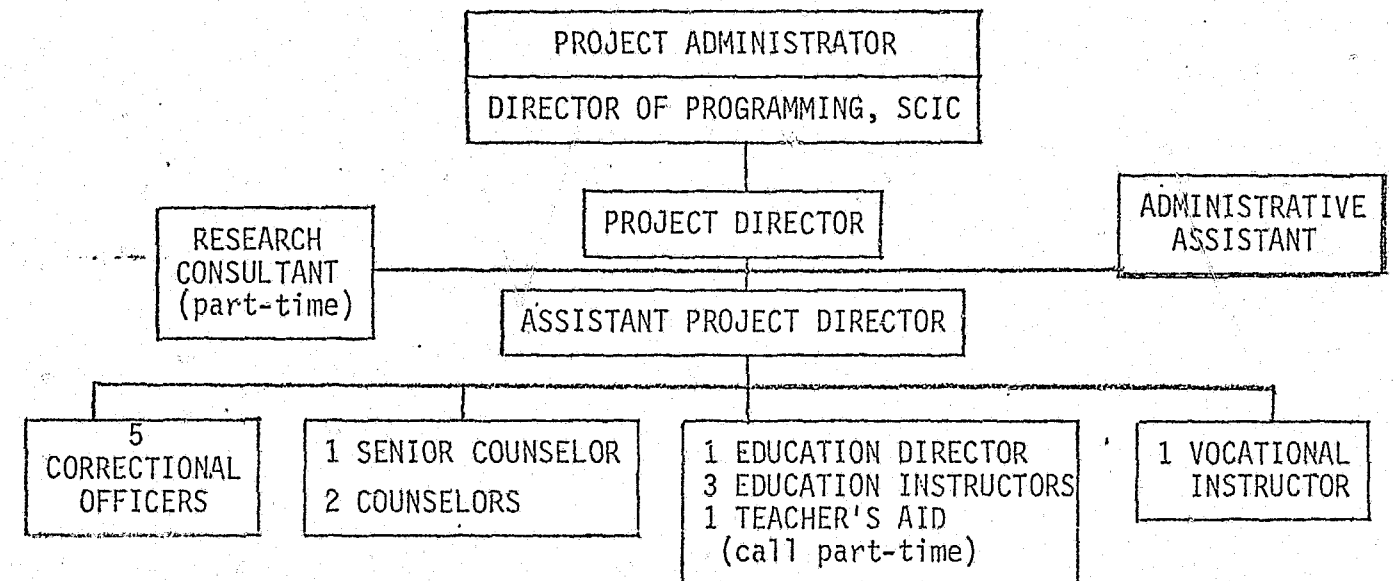 PROJECT ADMINISTRATOR
DIRECTOR OF PROGRAMMING, SCIC
PROJECT DIRECTOR
ADMINISTRATIVE
ASSISTANT
RESEARCH
CONSULTANT
(part-time)
ASSISTANT PROJECT DIRECTOR
5
CORRECTIONAL
OFFICERS
1 SENIOR COUNSELOR
2 COUNSELORS
1 EDUCATION DIRECTOR
3 EDUCATION INSTRUCTORS
1 TEACHER'S AID
(call part-time)
1 VOCATIONAL
INSTRUCTOR